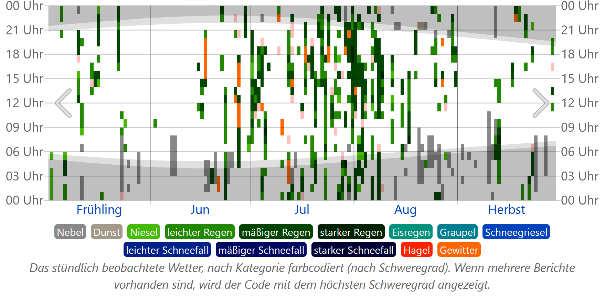 00 Uhr 00 Uhr
21 Uhr 21 Uhr
18 Uhr 18 Uhr
15 Uhr 15 Uhr
12 Uhr 12 Uhr
09 Uhr 09 Uhr
06 Uhr 06 Uhr
03 Uhr 03 Uhr
00 Uhr 00 Uhr
Frühling Jun Jul Aug Herbst
Nebel Dunst Niesel leichter Regen mäßiger Regen starker Regen Eisregen Graupel Schneegriesel
leichter Schneefall mäßiger Schneefall starker Schneefall Hagel Gewitter
Das stündlich beobachtete Wetter, nach Kategorie farbcodiert (nach Schweregrad). Wenn mehrere Berichte
vorhanden sind, wird der Code mit dem höchsten Schweregrad angezeigt.